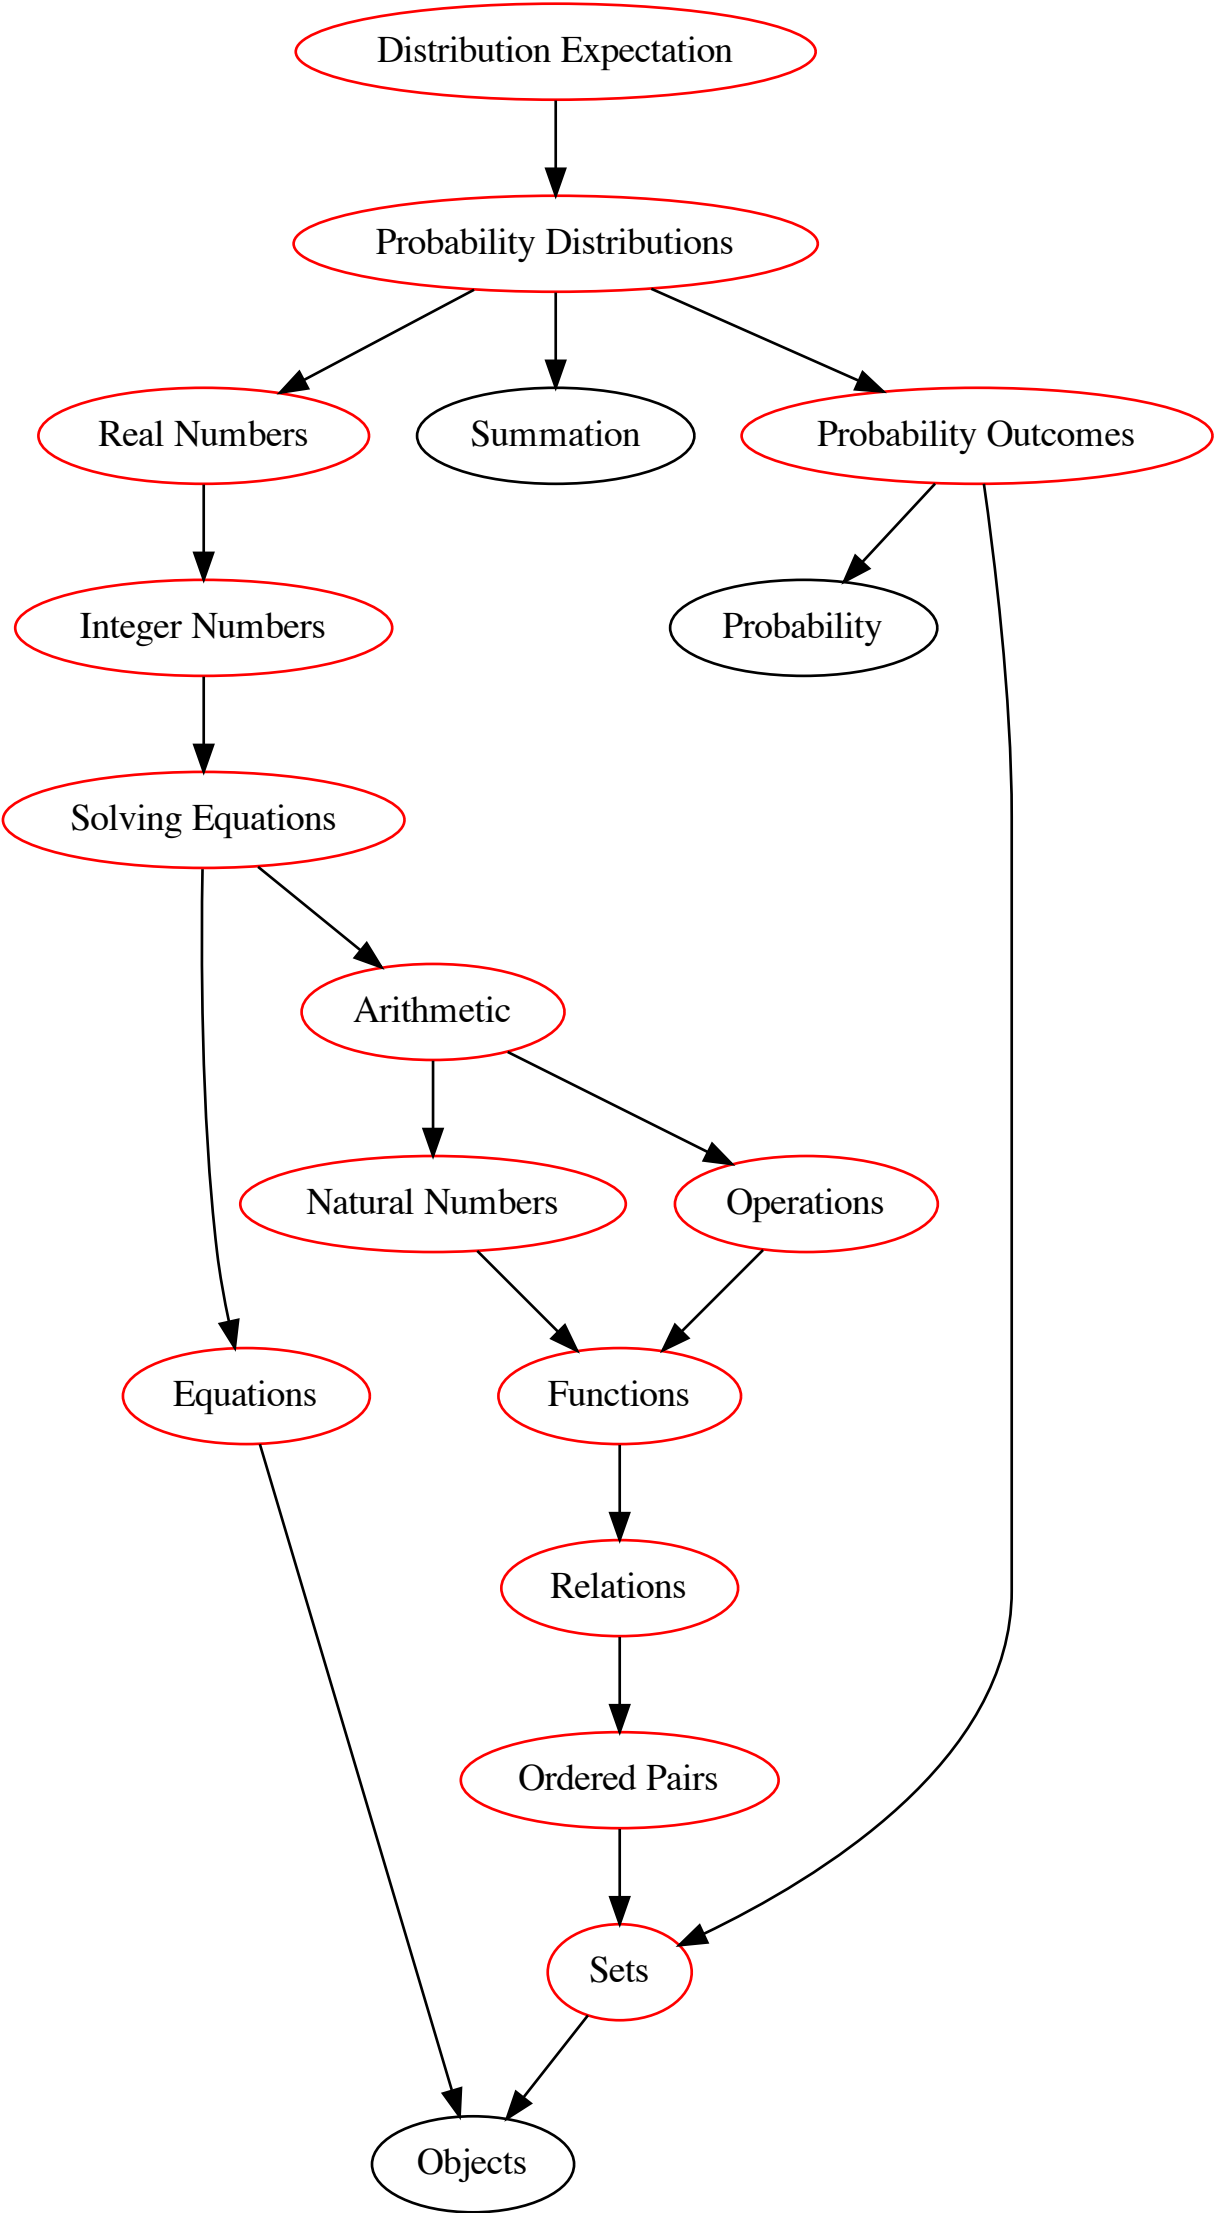 Distribution Expectation
Probability Distributions
Real Numbers
Summation
Probability Outcomes
Integer Numbers
Probability
Solving Equations
Arithmetic
Natural Numbers
Operations
Equations
Functions
Relations
Ordered Pairs
Sets
Objects